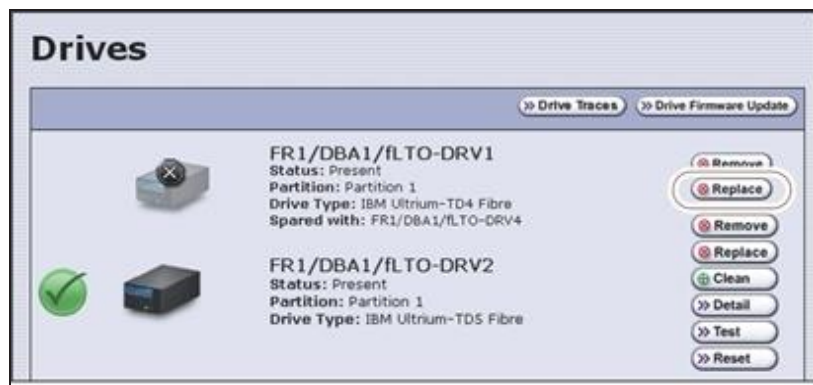 Drives
» Drive Traces » Drive Firmware Update
FR1/DBA1/fLTO-DRV1
Status: Present
Partition: Partition 1
Drive Type: IBM Ultrium-TD4 Fibre
Spared with: FR1/DBA1/fLTO-DRV4
Remove
Replace
FR1/DBA1/fLTO-DRV2
Status: Present
Partition: Partition 1
Drive Type: IBM Ultrium-TD5 Fibre
Remove
Replace
Clean
» Detail
» Test
» Reset